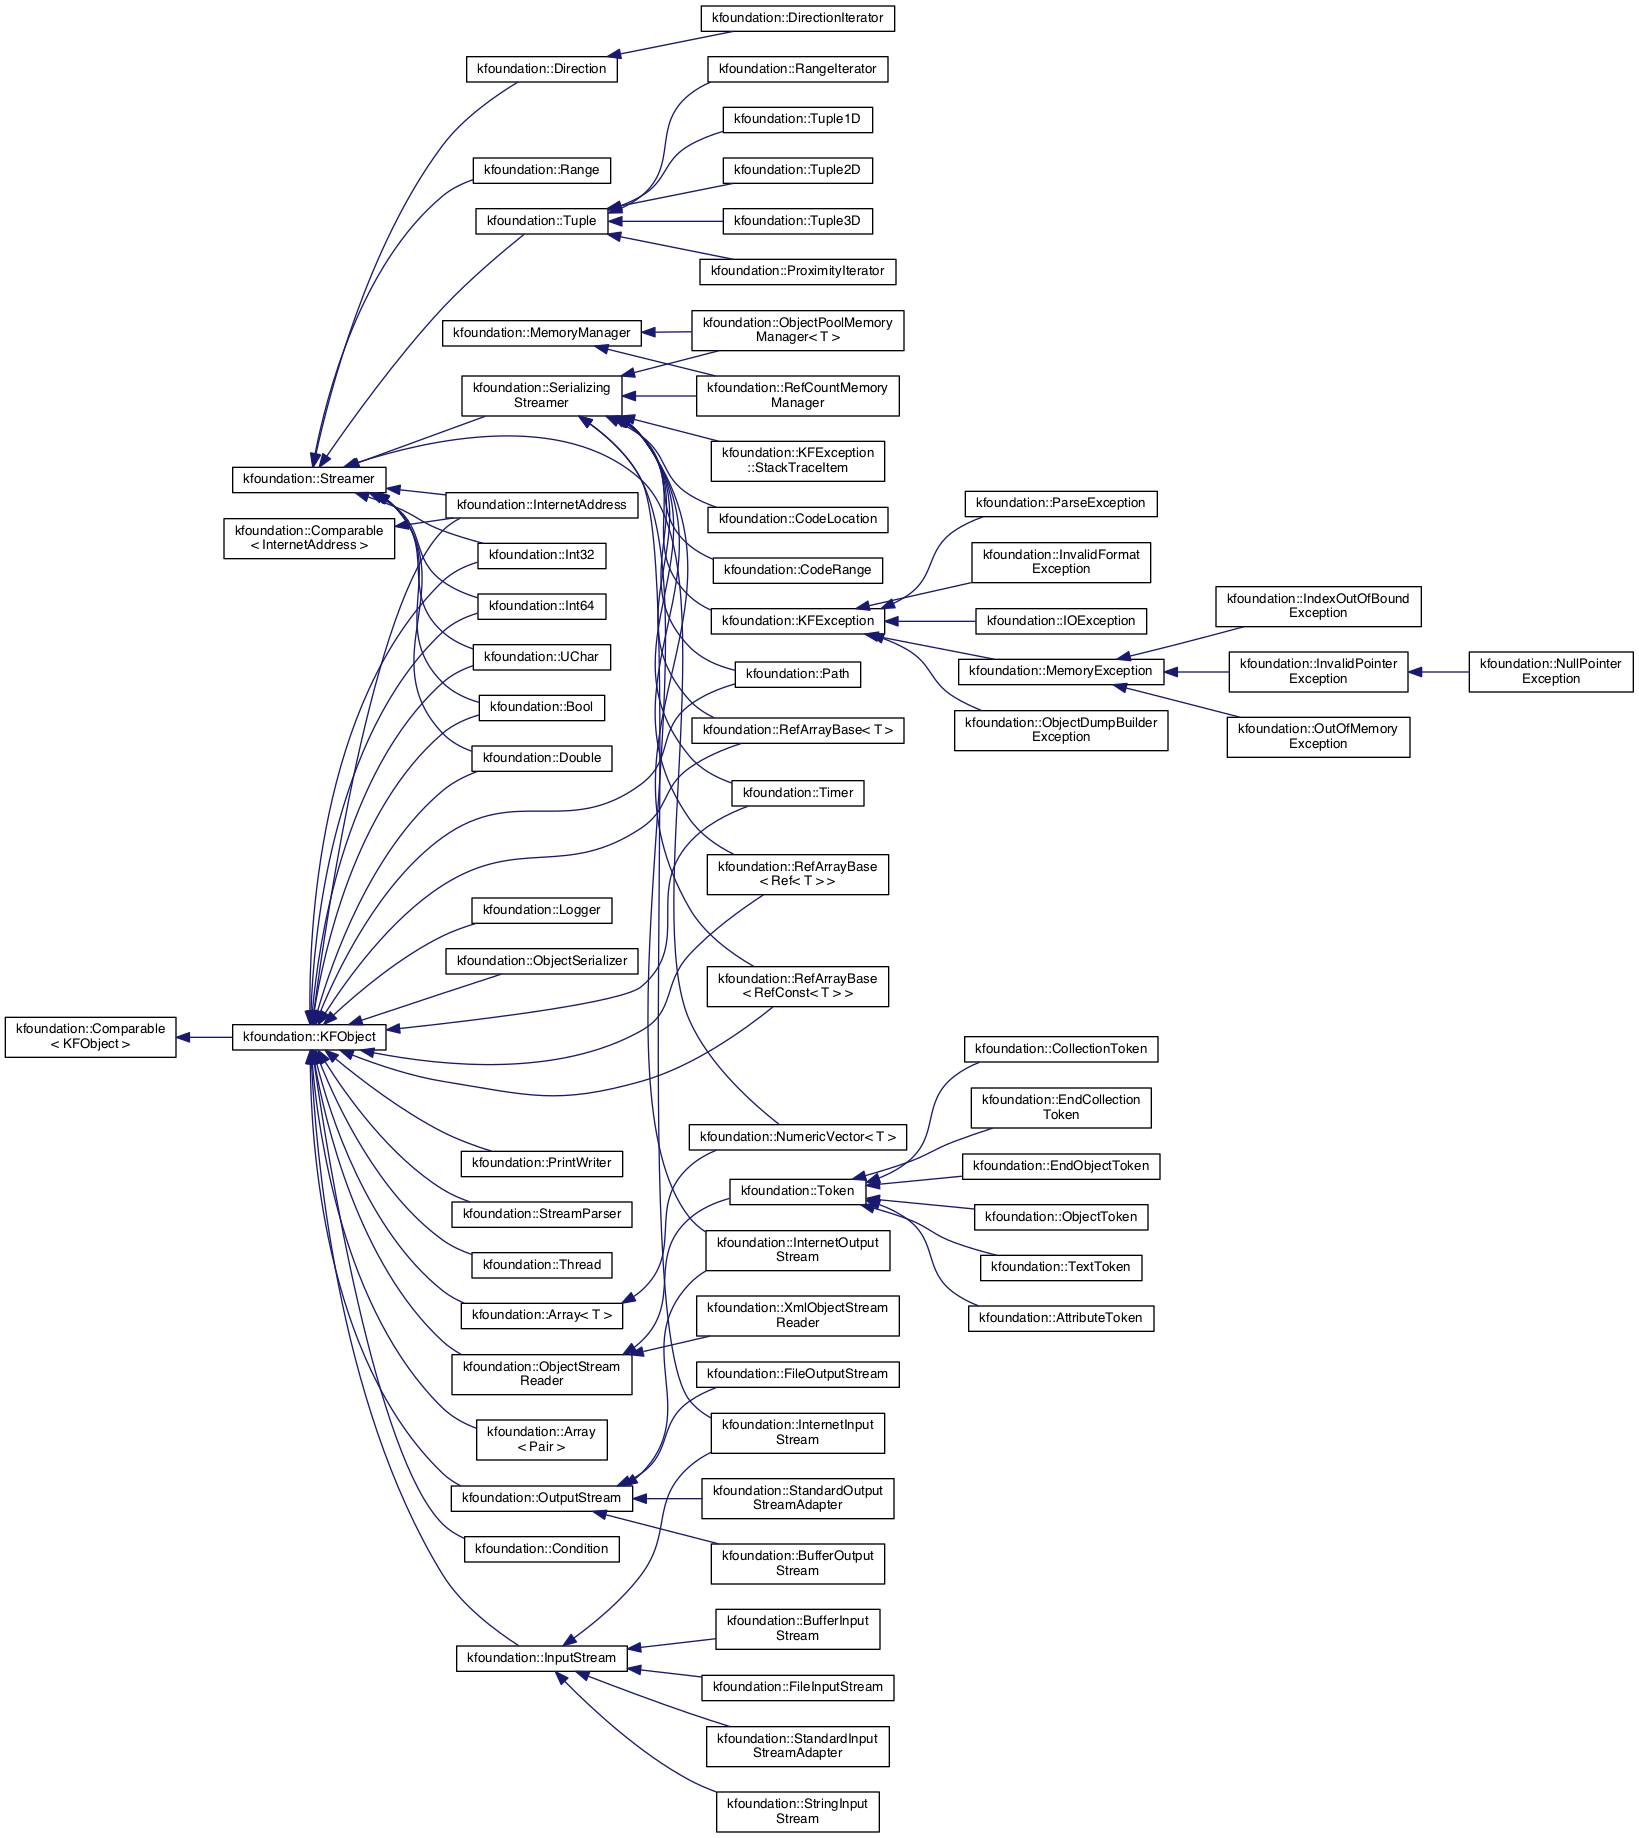 kfoundation::DirectionIterator
kfoundation::Direction
kfoundation::RangeIterator
kfoundation::Tuple1D
kfoundation::Range
kfoundation::Tuple2D
kfoundation::Tuple
kfoundation::Tuple3D
kfoundation::ProximityIterator
kfoundation::MemoryManager
kfoundation::ObjectPoolMemory
Manager< T >
kfoundation::Serializing
Streamer
kfoundation::RefCountMemory
Manager
kfoundation::KFException
::StackTraceItem
kfoundation::Streamer
kfoundation::InternetAddress
kfoundation::CodeLocation
kfoundation::ParseException
kfoundation::Comparable
< InternetAddress >
kfoundation::Int32
kfoundation::CodeRange
kfoundation::InvalidFormat
Exception
kfoundation::Int64
kfoundation::KFException
kfoundation::IOException
kfoundation::IndexOutOfBound
Exception
kfoundation::UChar
kfoundation::Path
kfoundation::MemoryException
kfoundation::InvalidPointer
Exception
kfoundation::NullPointer
Exception
kfoundation::Bool
kfoundation::RefArrayBase< T >
kfoundation::ObjectDumpBuilder
Exception
kfoundation::OutOfMemory
Exception
kfoundation::Double
kfoundation::Timer
kfoundation::RefArrayBase
< Ref< T > >
kfoundation::Logger
kfoundation::ObjectSerializer
kfoundation::RefArrayBase
< RefConst< T > >
kfoundation::Comparable
< KFObject >
kfoundation::KFObject
kfoundation::CollectionToken
kfoundation::EndCollection
Token
kfoundation::NumericVector< T >
kfoundation::PrintWriter
kfoundation::EndObjectToken
kfoundation::Token
kfoundation::StreamParser
kfoundation::ObjectToken
kfoundation::InternetOutput
Stream
kfoundation::Thread
kfoundation::TextToken
kfoundation::Array< T >
kfoundation::XmlObjectStream
Reader
kfoundation::AttributeToken
kfoundation::ObjectStream
Reader
kfoundation::FileOutputStream
kfoundation::Array
< Pair >
kfoundation::InternetInput
Stream
kfoundation::OutputStream
kfoundation::StandardOutput
StreamAdapter
kfoundation::Condition
kfoundation::BufferOutput
Stream
kfoundation::BufferInput
Stream
kfoundation::InputStream
kfoundation::FileInputStream
kfoundation::StandardInput
StreamAdapter
kfoundation::StringInput
Stream